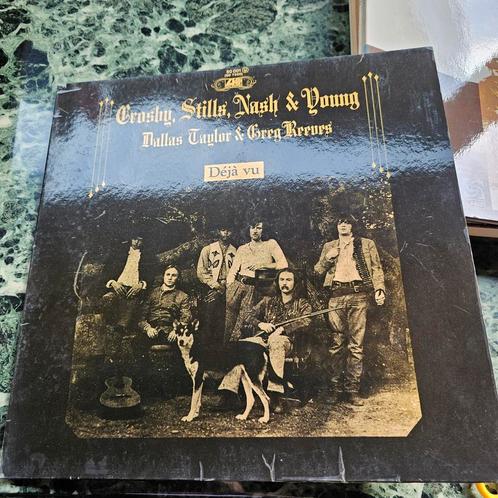 Crosby, Stills, Nash & Young
Dallas Taylor & Greg Reeves
Déjà vu